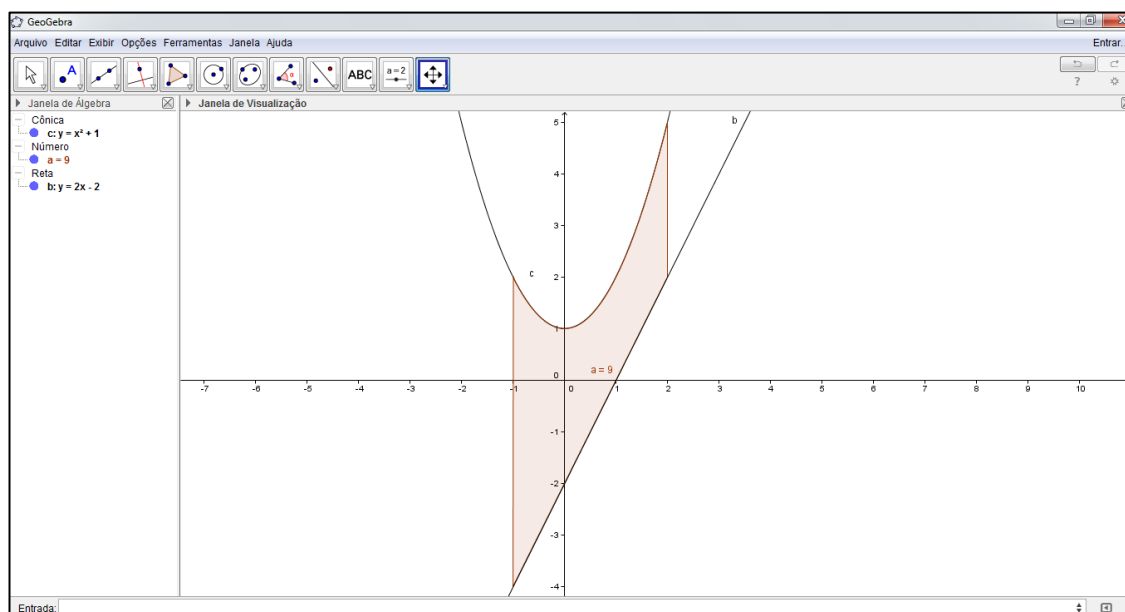 GeoGebra
Arquivo Editar Exibir Opções Ferramentas Janela Ajuda
Entrar...
ABC
a = 2
Janela de Álgebra
Janela de Visualização
Cônica
c: y = x² + 1
Número
a = 9
Reta
b: y = 2x - 2
b
c
a = 9
5
4
3
2
1
0
-1
-2
-3
-4
-7 -6 -5 -4 -3 -2 -1 0 1 2 3 4 5 6 7 8 9 10
Entrada: